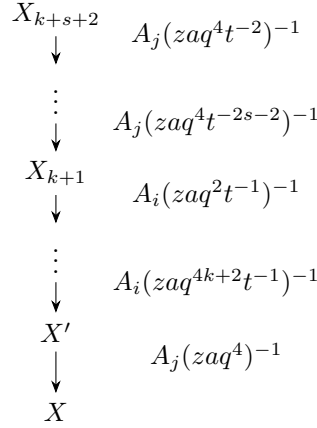 X_{k+s+2}
A_j(zaq^4t^{-2})^{-1}
⋮
A_j(zaq^4t^{-2s-2})^{-1}
X_{k+1}
A_i(zaq^2t^{-1})^{-1}
⋮
A_i(zaq^{4k+2}t^{-1})^{-1}
X'
A_j(zaq^4)^{-1}
X